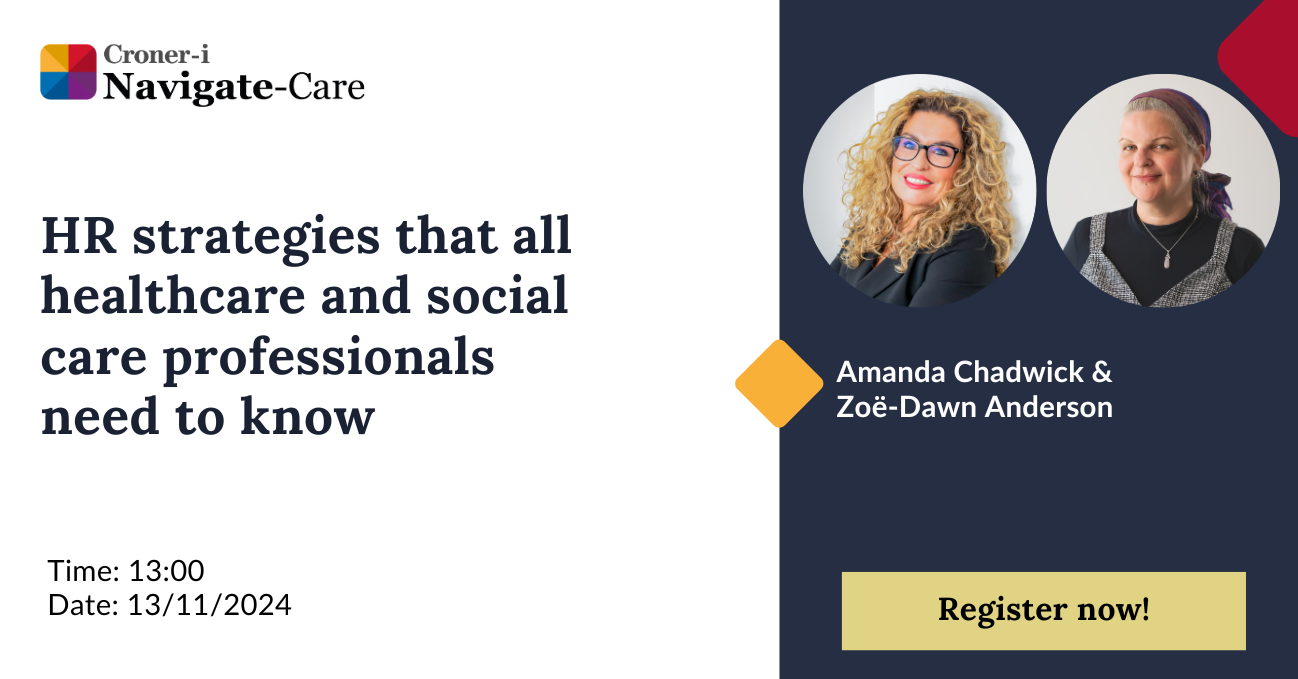 Croner-i
Navigate-Care
HR strategies that all
healthcare and social
care professionals
need to know
Time: 13:00
Date: 13/11/2024
Amanda Chadwick &
Zoë-Dawn Anderson
Register now!